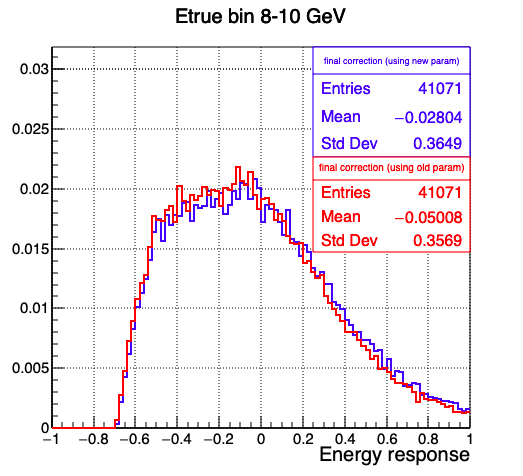 Etrue bin 8-10 GeV
final correction (using new param)
Entries 41071
Mean −0.02804
Std Dev 0.3649
final correction (using old param)
Entries 41071
Mean −0.05008
Std Dev 0.3569
0.03
0.025
0.02
0.015
0.01
0.005
0
−1 −0.8 −0.6 −0.4 −0.2 0 0.2 0.4 0.6 0.8 1
Energy response